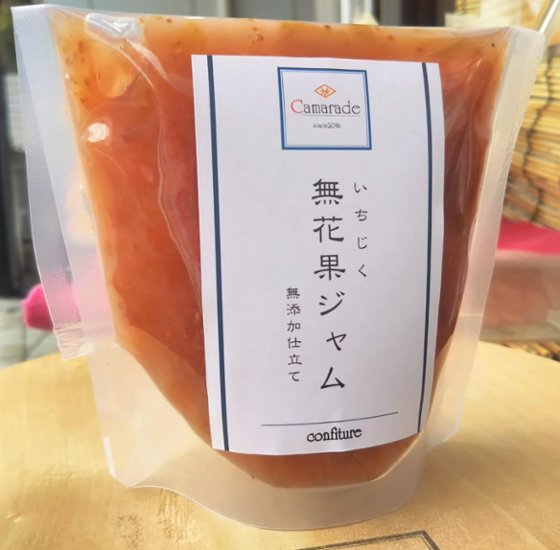 Camarade
SINCE2016
いちじく
無花果ジャム
無添加仕立て
confiture